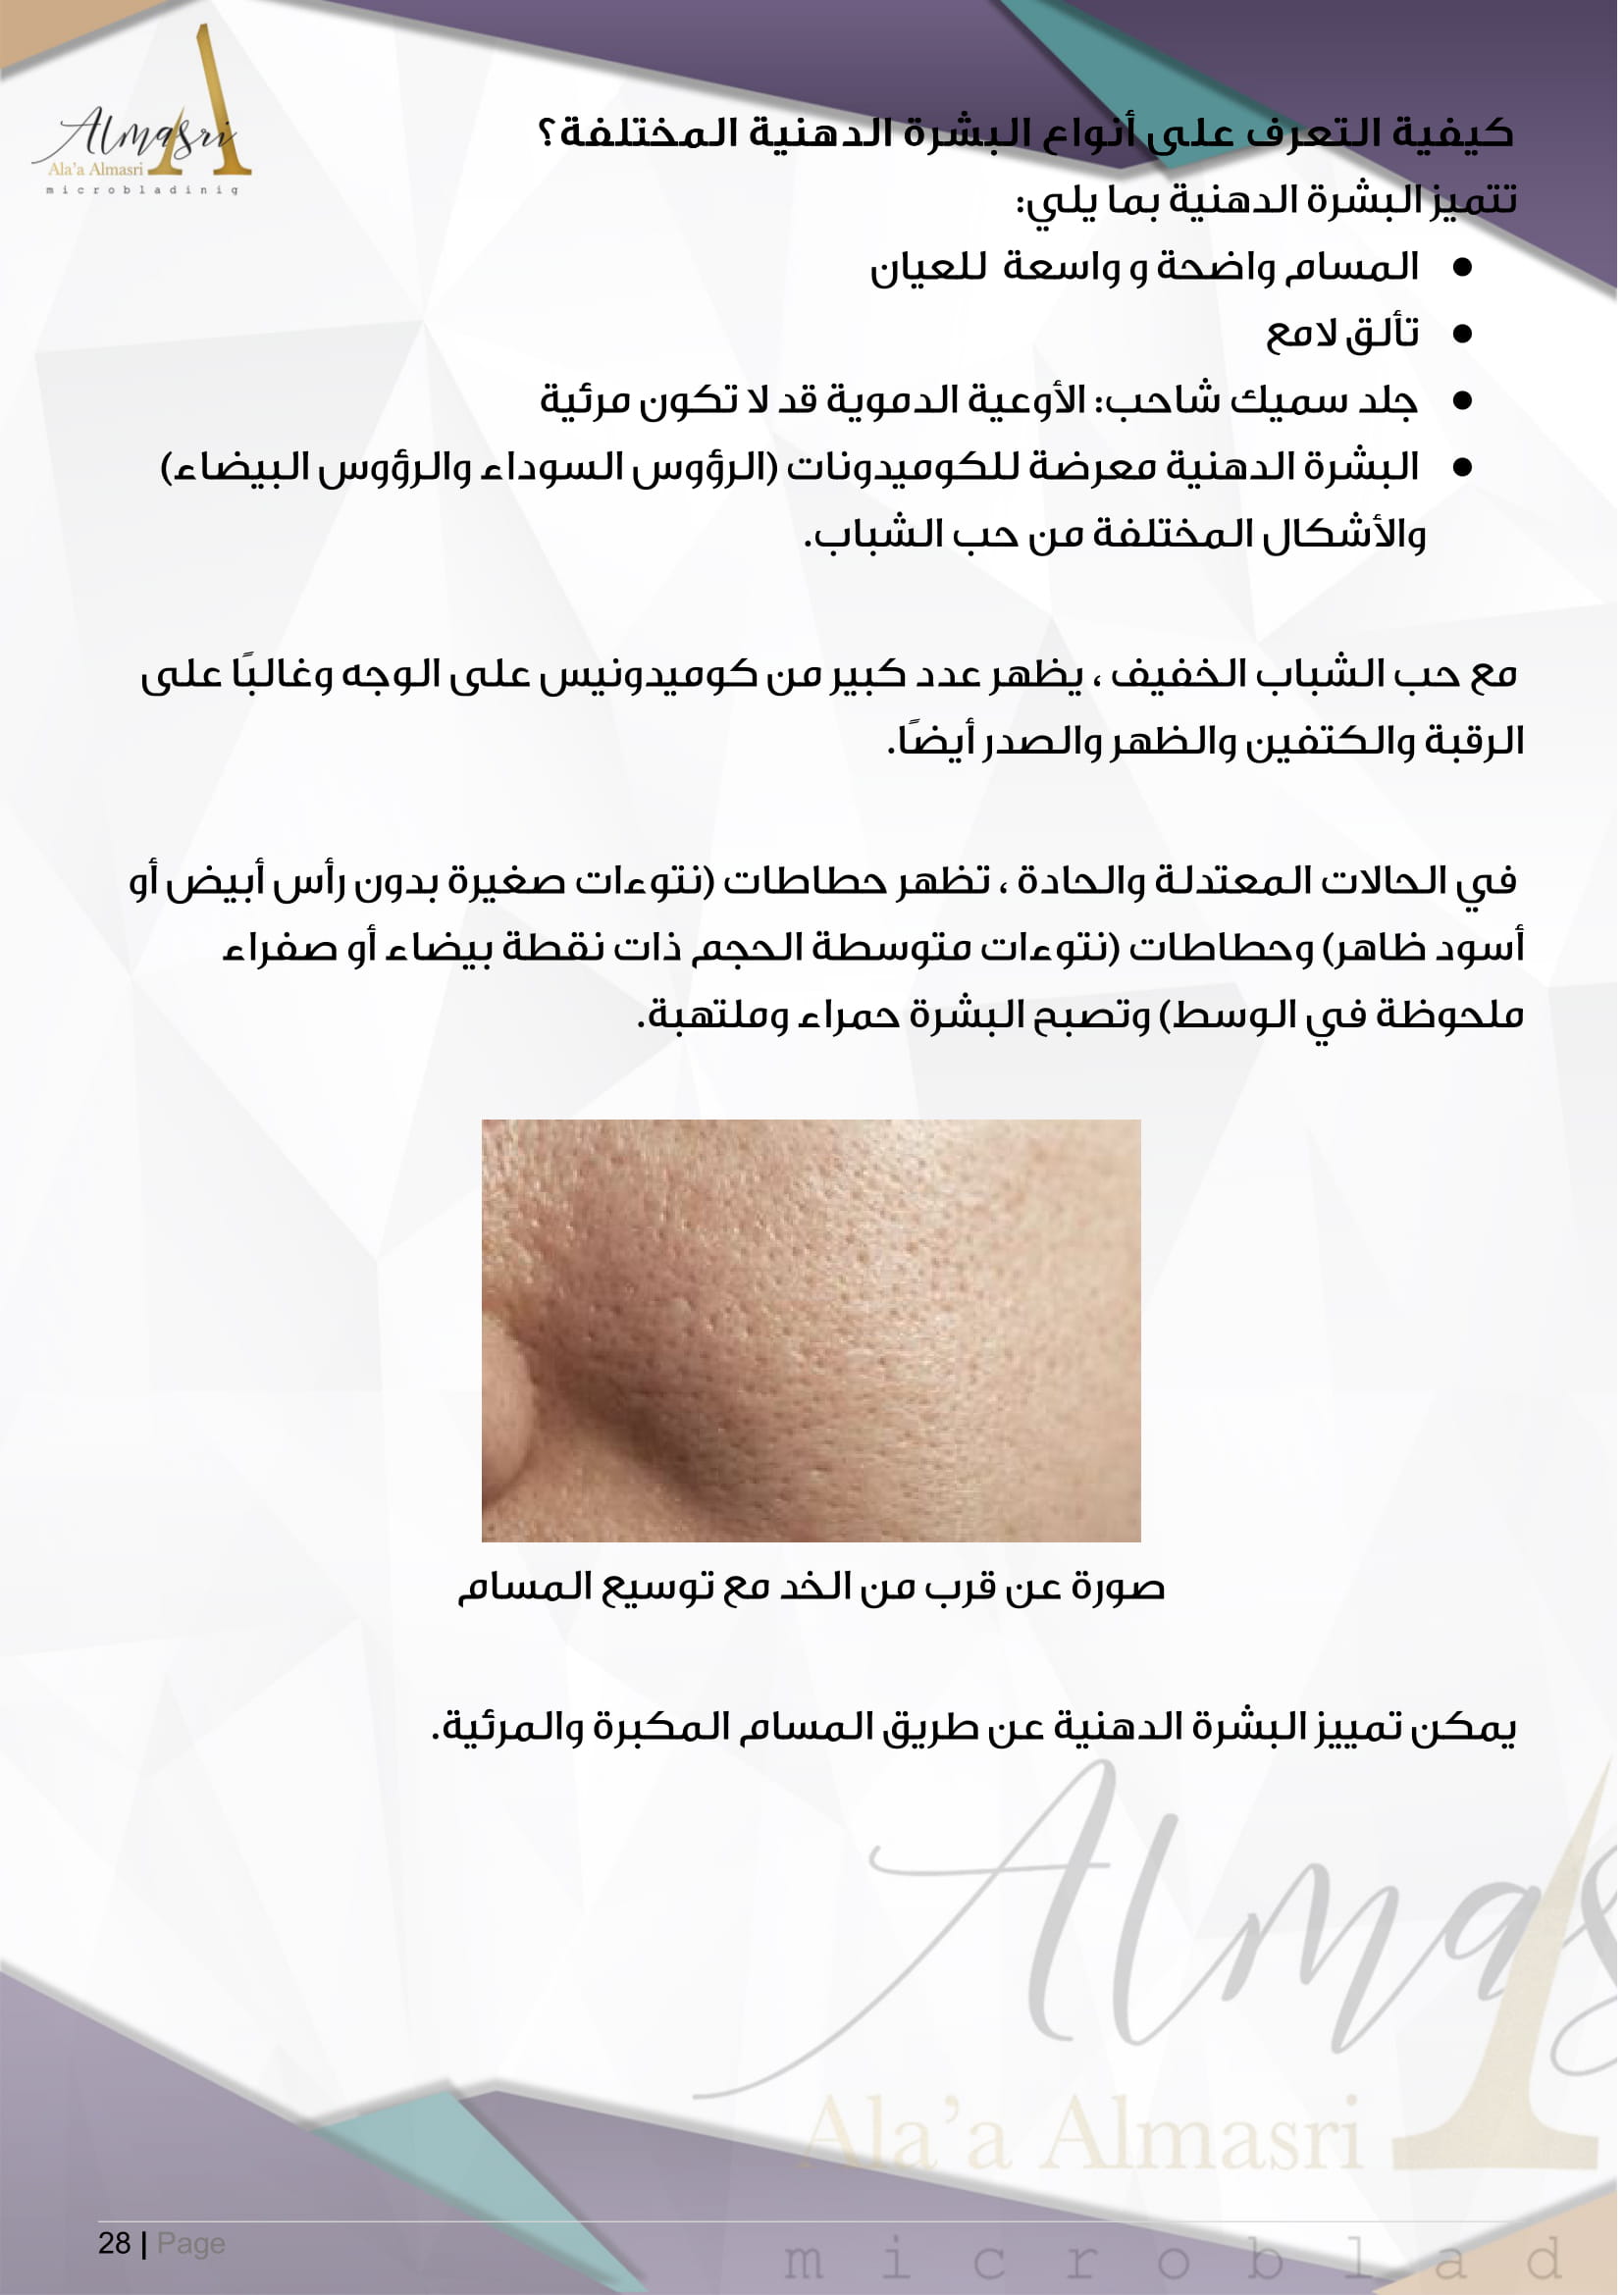 Almasri
Ala'a Almasri
microbladinig
كيفية التعرف على أنواع البشرة الدهنية المختلفة؟
تتميز البشرة الدهنية بما يلي:
● المسام واضحة و واسعة للعيان
● تألق لامع
● جلد سميك شاحب: الأوعية الدموية قد لا تكون مرئية
● البشرة الدهنية معرضة للكوميدونات (الرؤوس السوداء والرؤوس البيضاء)
والأشكال المختلفة من حب الشباب.
مع حب الشباب الخفيف ، يظهر عدد كبير من كوميدونيس على الوجه وغالبًا على
الرقبة والكتفين والظهر والصدر أيضًا.
في الحالات المعتدلة والحادة ، تظهر حطاطات (نتوءات صغيرة بدون رأس أبيض أو
أسود ظاهر) وحطاطات (نتوءات متوسطة الحجم ذات نقطة بيضاء أو صفراء
ملحوظة في الوسط) وتصبح البشرة حمراء وملتهبة.
صورة عن قرب من الخد مع توسيع المسام
يمكن تمييز البشرة الدهنية عن طريق المسام المكبرة والمرئية.
Almas
Ala'a Almasri
28 | Page
microblad